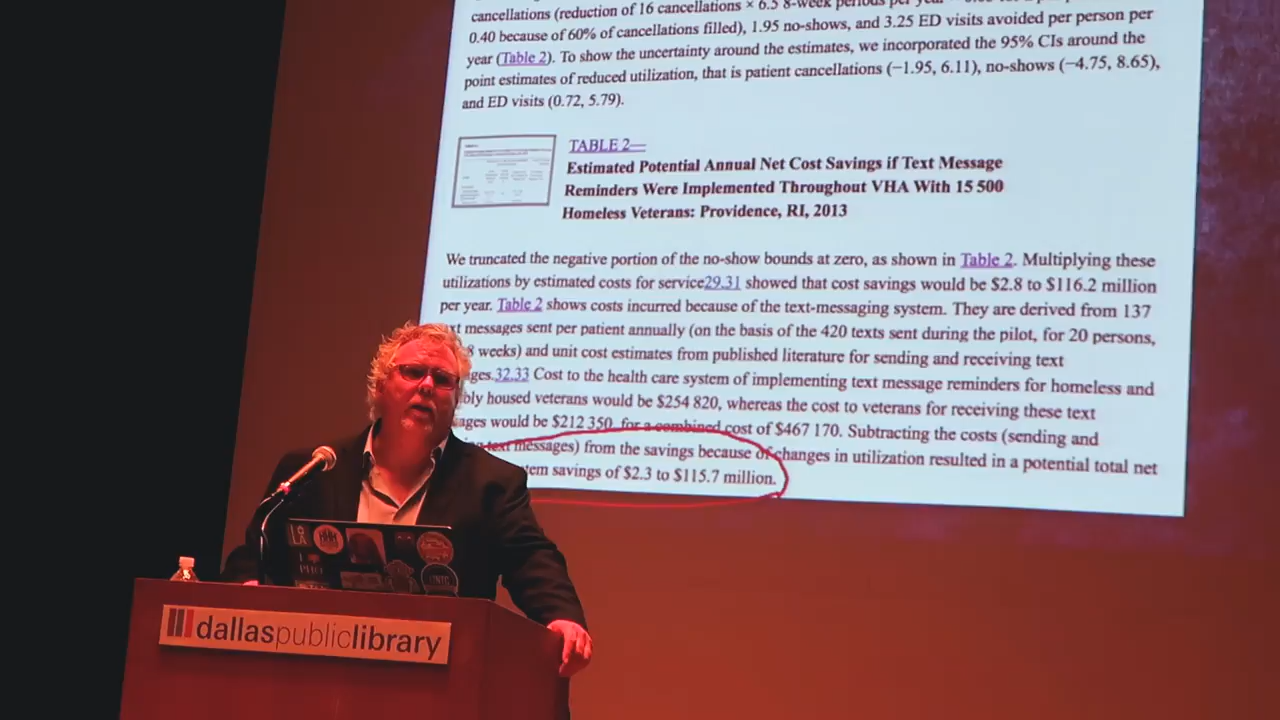 cancellations (reduction of 16 cancellations × 6.5 8-week periods per year
0.40 because of 60% of cancellations filled), 1.95 no-shows, and 3.25 ED visits avoided per person per
year (Table 2). To show the uncertainty around the estimates, we incorporated the 95% CIs around the
point estimates of reduced utilization, that is patient cancellations (−1.95, 6.11), no-shows (−4.75, 8.65),
and ED visits (0.72, 5.79).
TABLE 2—
Estimated Potential Annual Net Cost Savings if Text Message
Reminders Were Implemented Throughout VHA With 15 500
Homeless Veterans: Providence, RI, 2013
We truncated the negative portion of the no-show bounds at zero, as shown in Table 2. Multiplying these
utilizations by estimated costs for service29,31 showed that cost savings would be $2.8 to $116.2 million
per year. Table 2 shows costs incurred because of the text-messaging system. They are derived from 137
xt messages sent per patient annually (on the basis of the 420 texts sent during the pilot, for 20 persons,
8 weeks) and unit cost estimates from published literature for sending and receiving text
ages.32,33 Cost to the health care system of implementing text message reminders for homeless and
bly housed veterans would be $254 820, whereas the cost to veterans for receiving these text
ages would be $212 350, for a combined cost of $467 170. Subtracting the costs (sending and
text messages) from the savings because of changes in utilization resulted in a potential total net
tem savings of $2.3 to $115.7 million.
dallaspubliclibrary